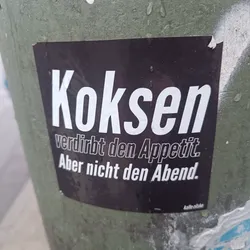 Koksen
verdirbt den Appetit.
Aber nicht den Abend.